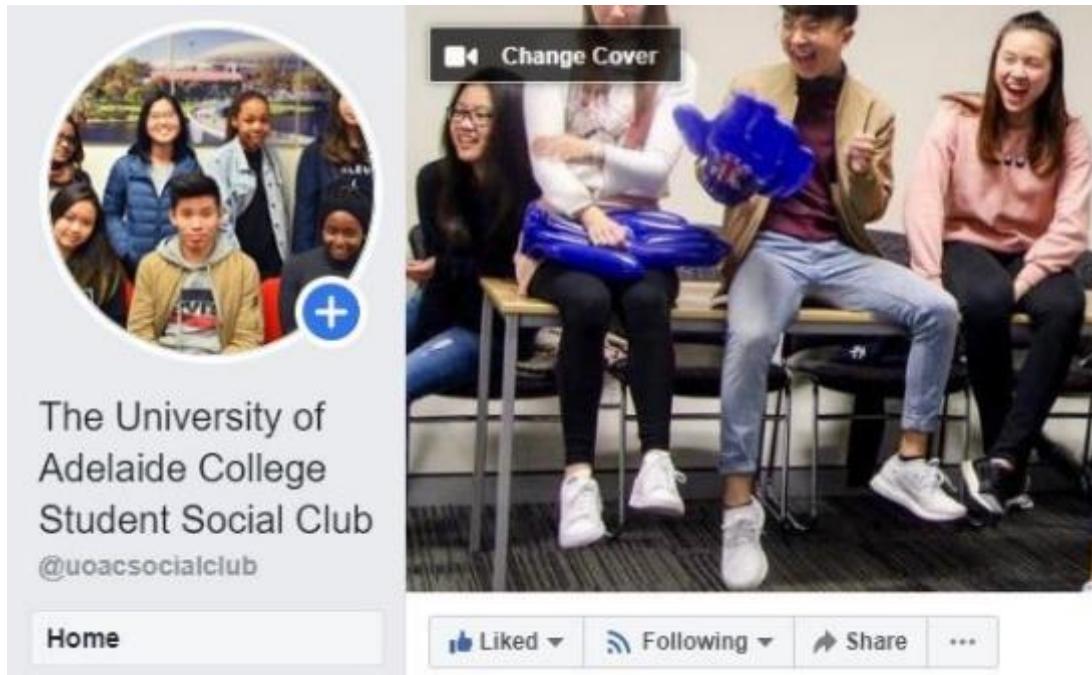 Change Cover
The University of
Adelaide College
Student Social Club
@uoacsocialclub
Home
Liked
Following
Share